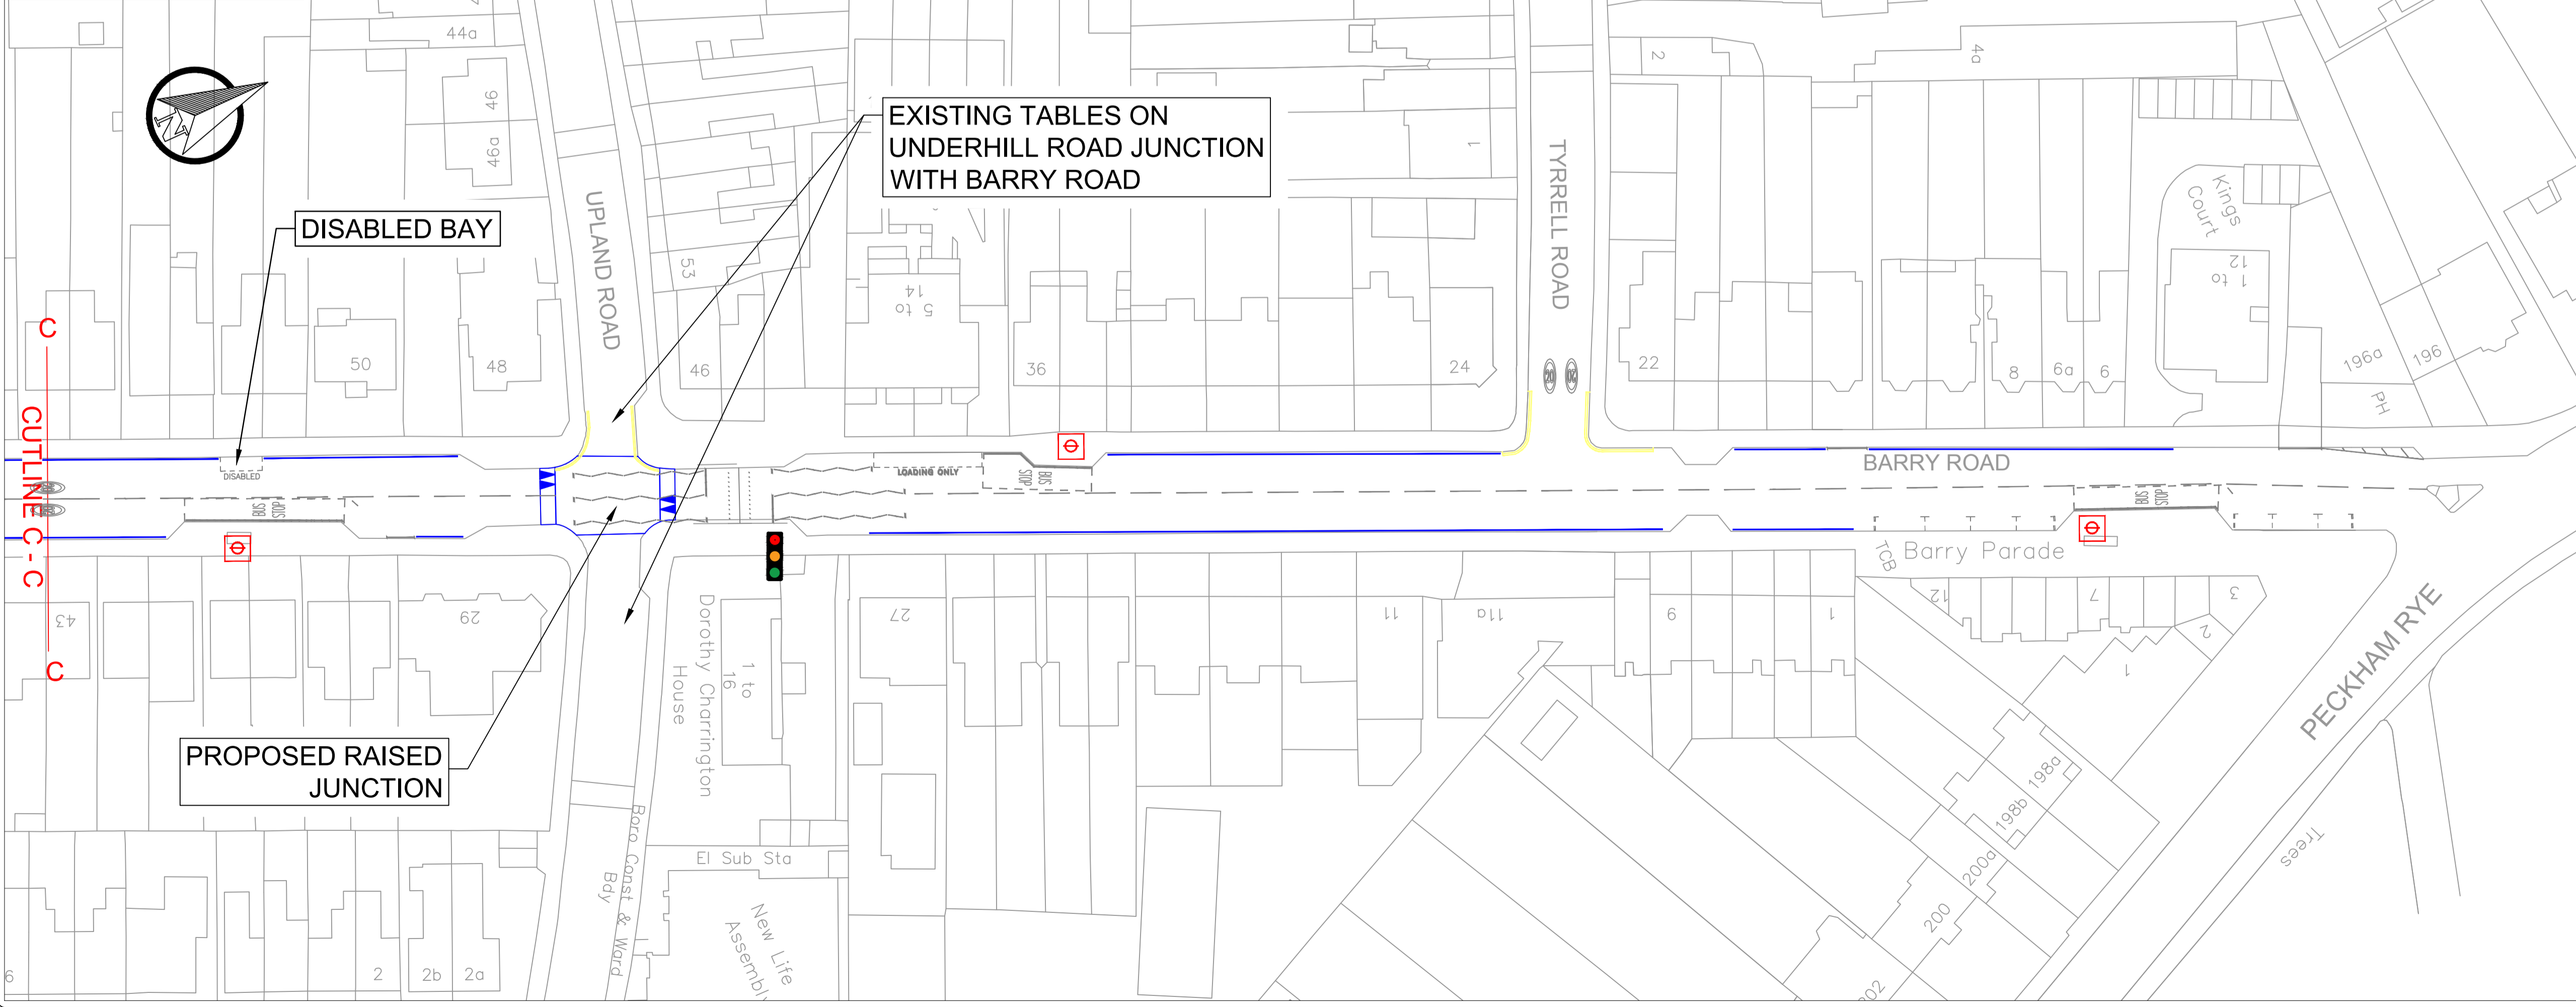 44a
46
46a
N
EXISTING TABLES ON
UNDERHILL ROAD JUNCTION
WITH BARRY ROAD
DISABLED BAY
UPLAND ROAD
53
5 to
14
1
TYRRELL ROAD
2
4a
Kings
Court
1 to
12
C
50
48
46
36
24
20
20
22
8
6a
6
196a
196
PH
CUTLINE C - C
DISABLED
BUS
STOP
LOADING ONLY
BUS
STOP
BARRY ROAD
BUS
STOP
TCB
Barry Parade
43
C
29
Dorothy Charrington
House
1 to
16
27
11
11a
9
1
12
7
3
2
1
PECKHAM RYE
PROPOSED RAISED
JUNCTION
198a
198b
200a
200
202
Trees
Boro Const & Ward
Bdy
El Sub Sta
New Life
Assembly
6
2
2b
2a